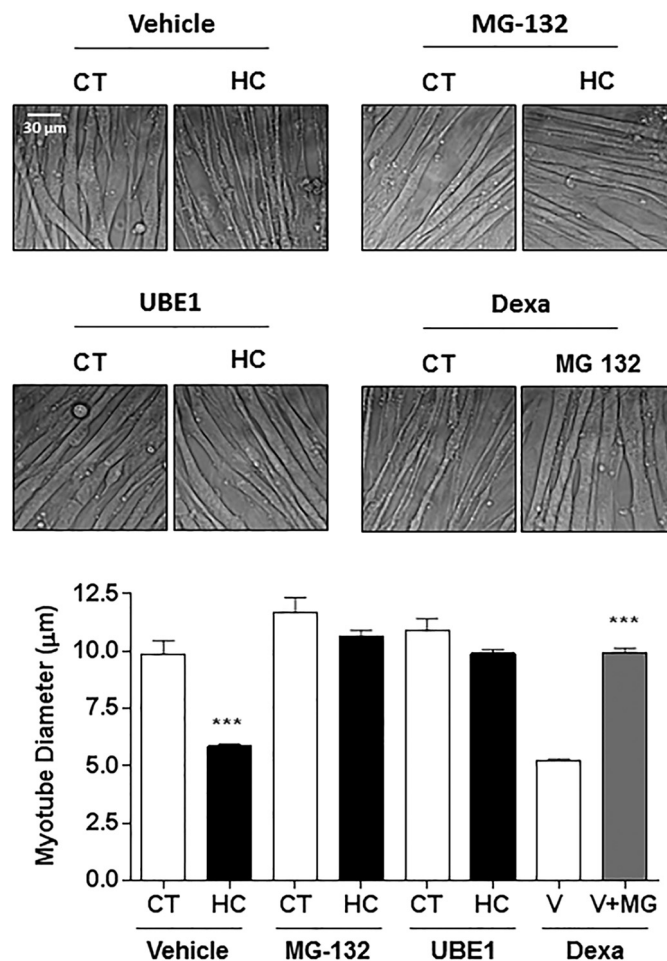 Vehicle MG-132
CT HC CT HC
30 µm
UBE1 Dexa
CT HC CT MG 132
Myotube Diameter (µm)
12.5
10.0
7.5
5.0
2.5
0.0
***
***
CT HC CT HC CT HC V V+MG
Vehicle MG-132 UBE1 Dexa